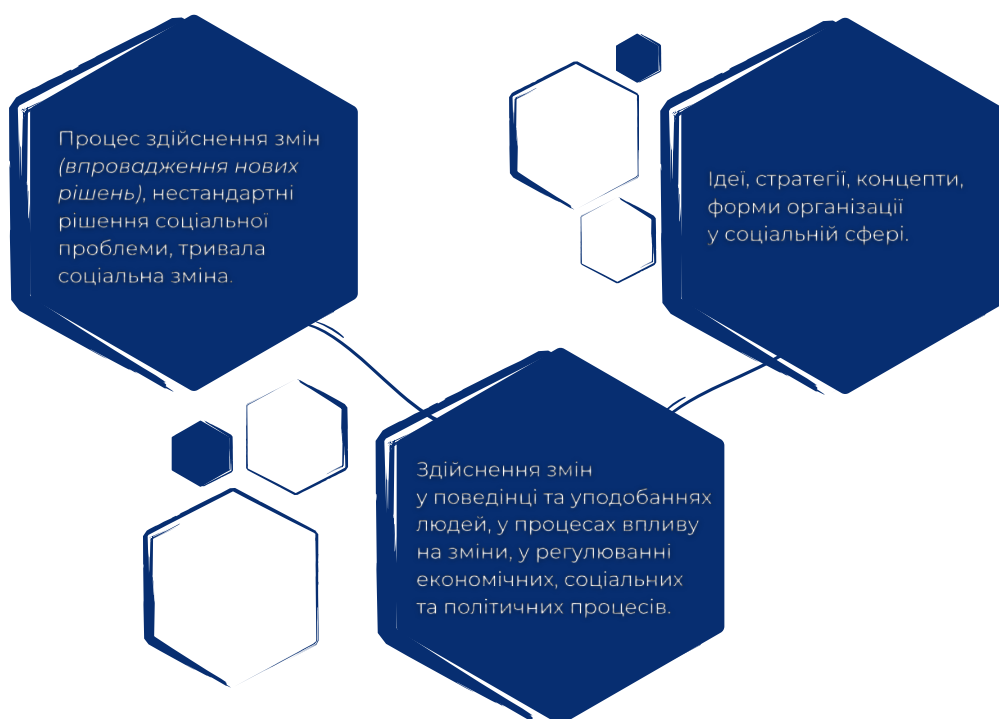 Процес здійснення змін
(впровадження нових
рішень), нестандартні
рішення соціальної
проблеми, тривала
соціальна зміна.
Ідеї, стратегії, концепти,
форми організації
у соціальній сфері.
Здійснення змін
у поведінці та уподобаннях
людей, у процесах впливу
на зміни, у регулюванні
економічних, соціальних
та політичних процесів.